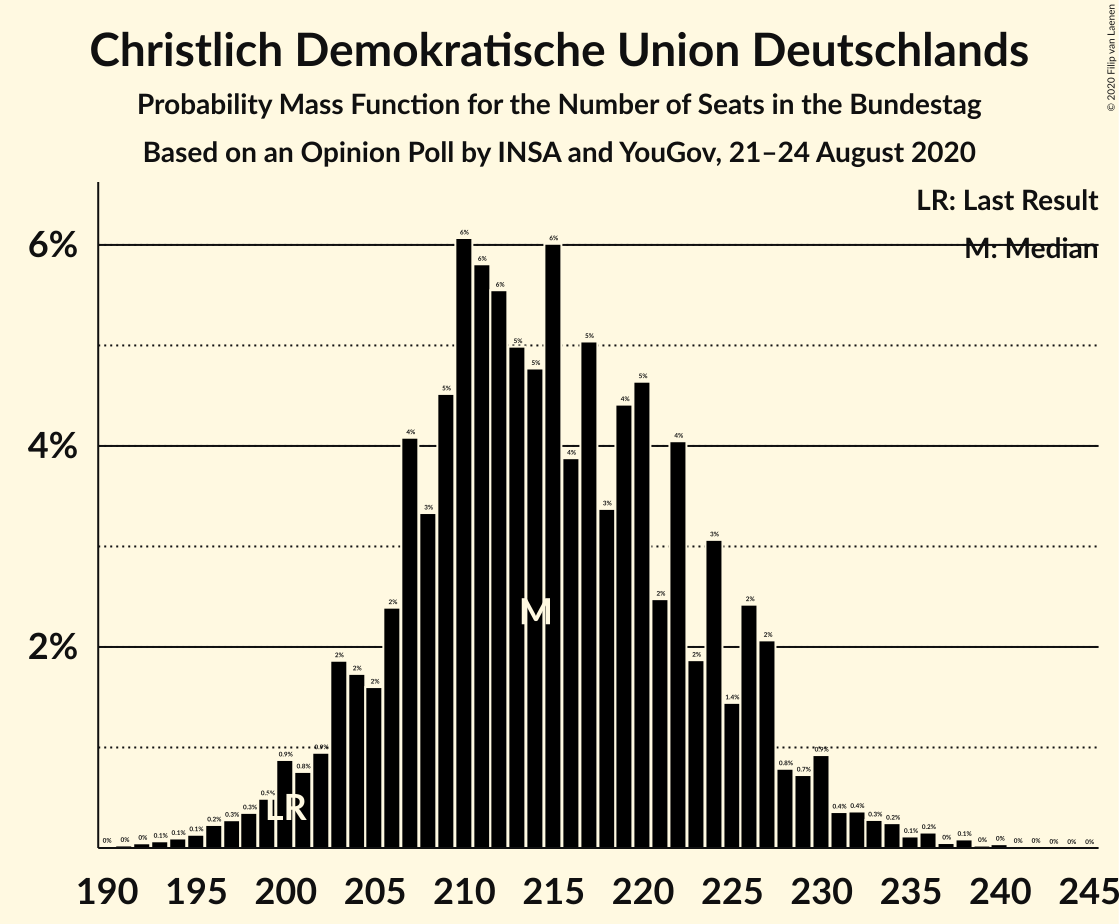 Christlich Demokratische Union Deutschlands
Probability Mass Function for the Number of Seats in the Bundestag
Based on an Opinion Poll by INSA and YouGov, 21–24 August 2020
© 2020 Filip van Laenen
LR: Last Result
M: Median
6%
4%
2%
0% 0% 0% 0.1% 0.1% 0.1% 0.2% 0.3% 0.3% 0.5% 0.9% 0.8% 0.9% 2% 2% 2% 2% 4% 3% 5% 6% 6% 6% 5% 5% 6% 4% 5% 3% 4% 5% 2% 4% 2% 3% 1.4% 2% 2% 0.8% 0.7% 0.9% 0.4% 0.4% 0.3% 0.2% 0.1% 0.2% 0% 0.1% 0% 0% 0% 0% 0% 0% 0%
M
LR
190 195 200 205 210 215 220 225 230 235 240 245